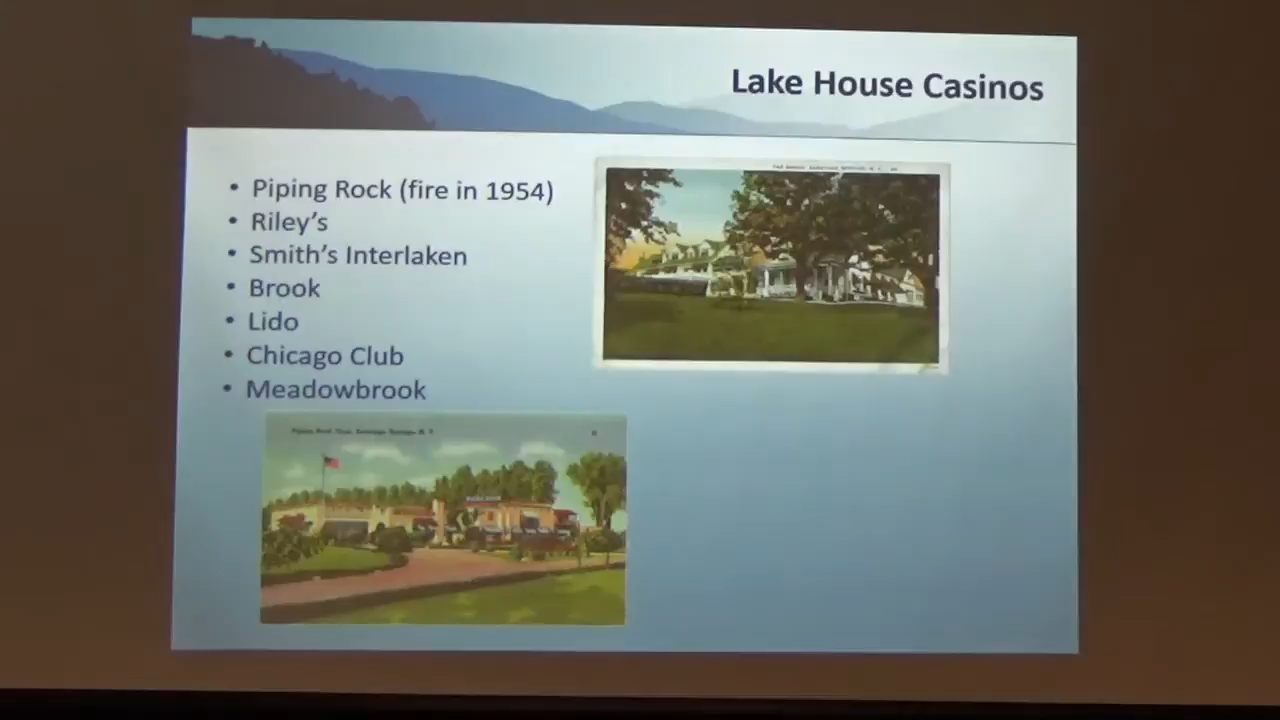 Lake House Casinos
• Piping Rock (fire in 1954)
• Riley's
• Smith's Interlaken
• Brook
• Lido
• Chicago Club
• Meadowbrook